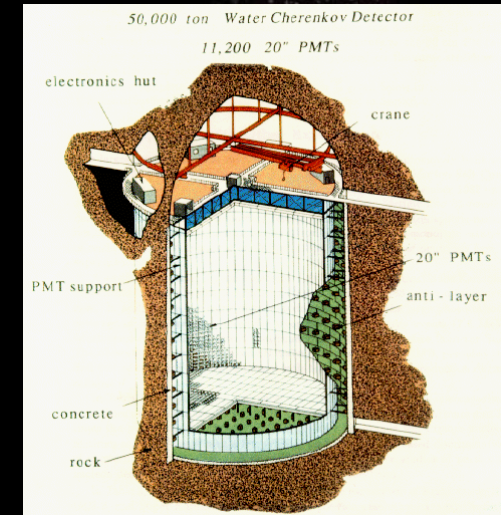 50,000 ton Water Cherenkov Detector
11,200 20" PMTs
electronics hut
crane
20" PMTs
PMT support
anti - layer
concrete
rock